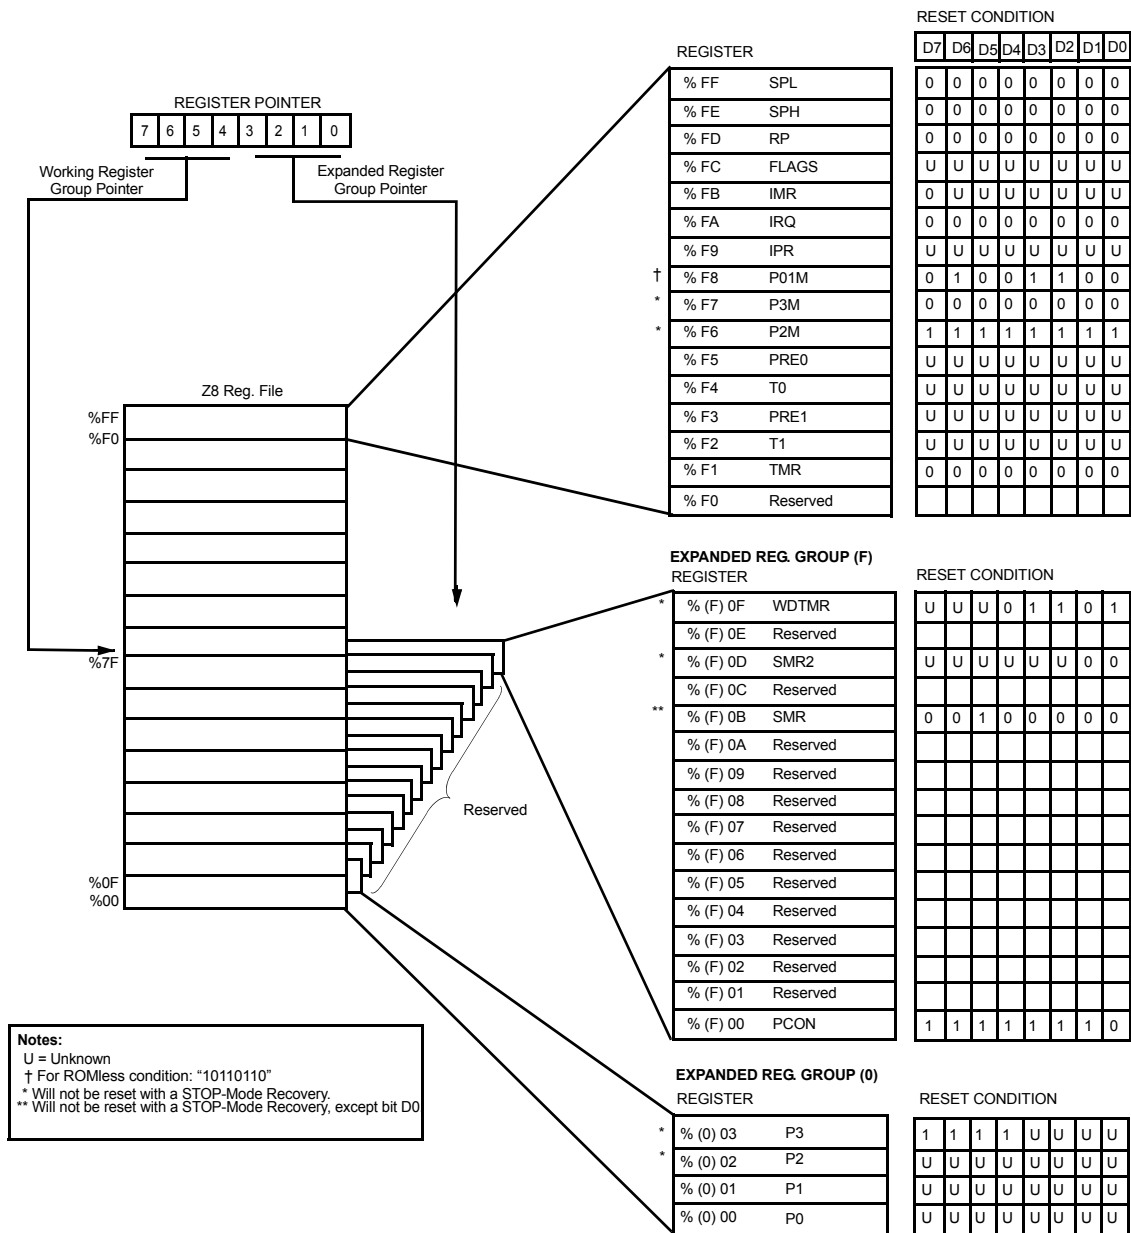 REGISTER POINTER
7 6 5 4 3 2 1 0
Working Register
Group Pointer
Expanded Register
Group Pointer
Z8 Reg. File
%FF
%F0
%7F
%0F
%00
Reserved
RESET CONDITION
REGISTER
D7 D6 D5 D4 D3 D2 D1 D0
% FF SPL 0 0 0 0 0 0 0 0
% FE SPH 0 0 0 0 0 0 0 0
% FD RP 0 0 0 0 0 0 0 0
% FC FLAGS U U U U U U U U
% FB IMR 0 U U U U U U U
% FA IRQ 0 0 0 0 0 0 0 0
% F9 IPR U U U U U U U U
† % F8 P01M 0 1 0 0 1 1 0 0
* % F7 P3M 0 0 0 0 0 0 0 0
* % F6 P2M 1 1 1 1 1 1 1 1
% F5 PRE0 U U U U U U U U
% F4 T0 U U U U U U U U
% F3 PRE1 U U U U U U U U
% F2 T1 U U U U U U U U
% F1 TMR 0 0 0 0 0 0 0 0
% F0 Reserved
EXPANDED REG. GROUP (F)
REGISTER RESET CONDITION
* % (F) 0F WDTMR U U U 0 1 1 0 1
% (F) 0E Reserved
* % (F) 0D SMR2 U U U U U U 0 0
% (F) 0C Reserved
** % (F) 0B SMR 0 0 1 0 0 0 0 0
% (F) 0A Reserved
% (F) 09 Reserved
% (F) 08 Reserved
% (F) 07 Reserved
% (F) 06 Reserved
% (F) 05 Reserved
% (F) 04 Reserved
% (F) 03 Reserved
% (F) 02 Reserved
% (F) 01 Reserved
% (F) 00 PCON 1 1 1 1 1 1 1 0
EXPANDED REG. GROUP (0)
REGISTER RESET CONDITION
* % (0) 03 P3 1 1 1 1 U U U U
* % (0) 02 P2 U U U U U U U U
% (0) 01 P1 U U U U U U U U
% (0) 00 P0 U U U U U U U U
Notes:
U = Unknown
† For ROMless condition: “10110110”
* Will not be reset with a STOP-Mode Recovery.
** Will not be reset with a STOP-Mode Recovery, except bit D0